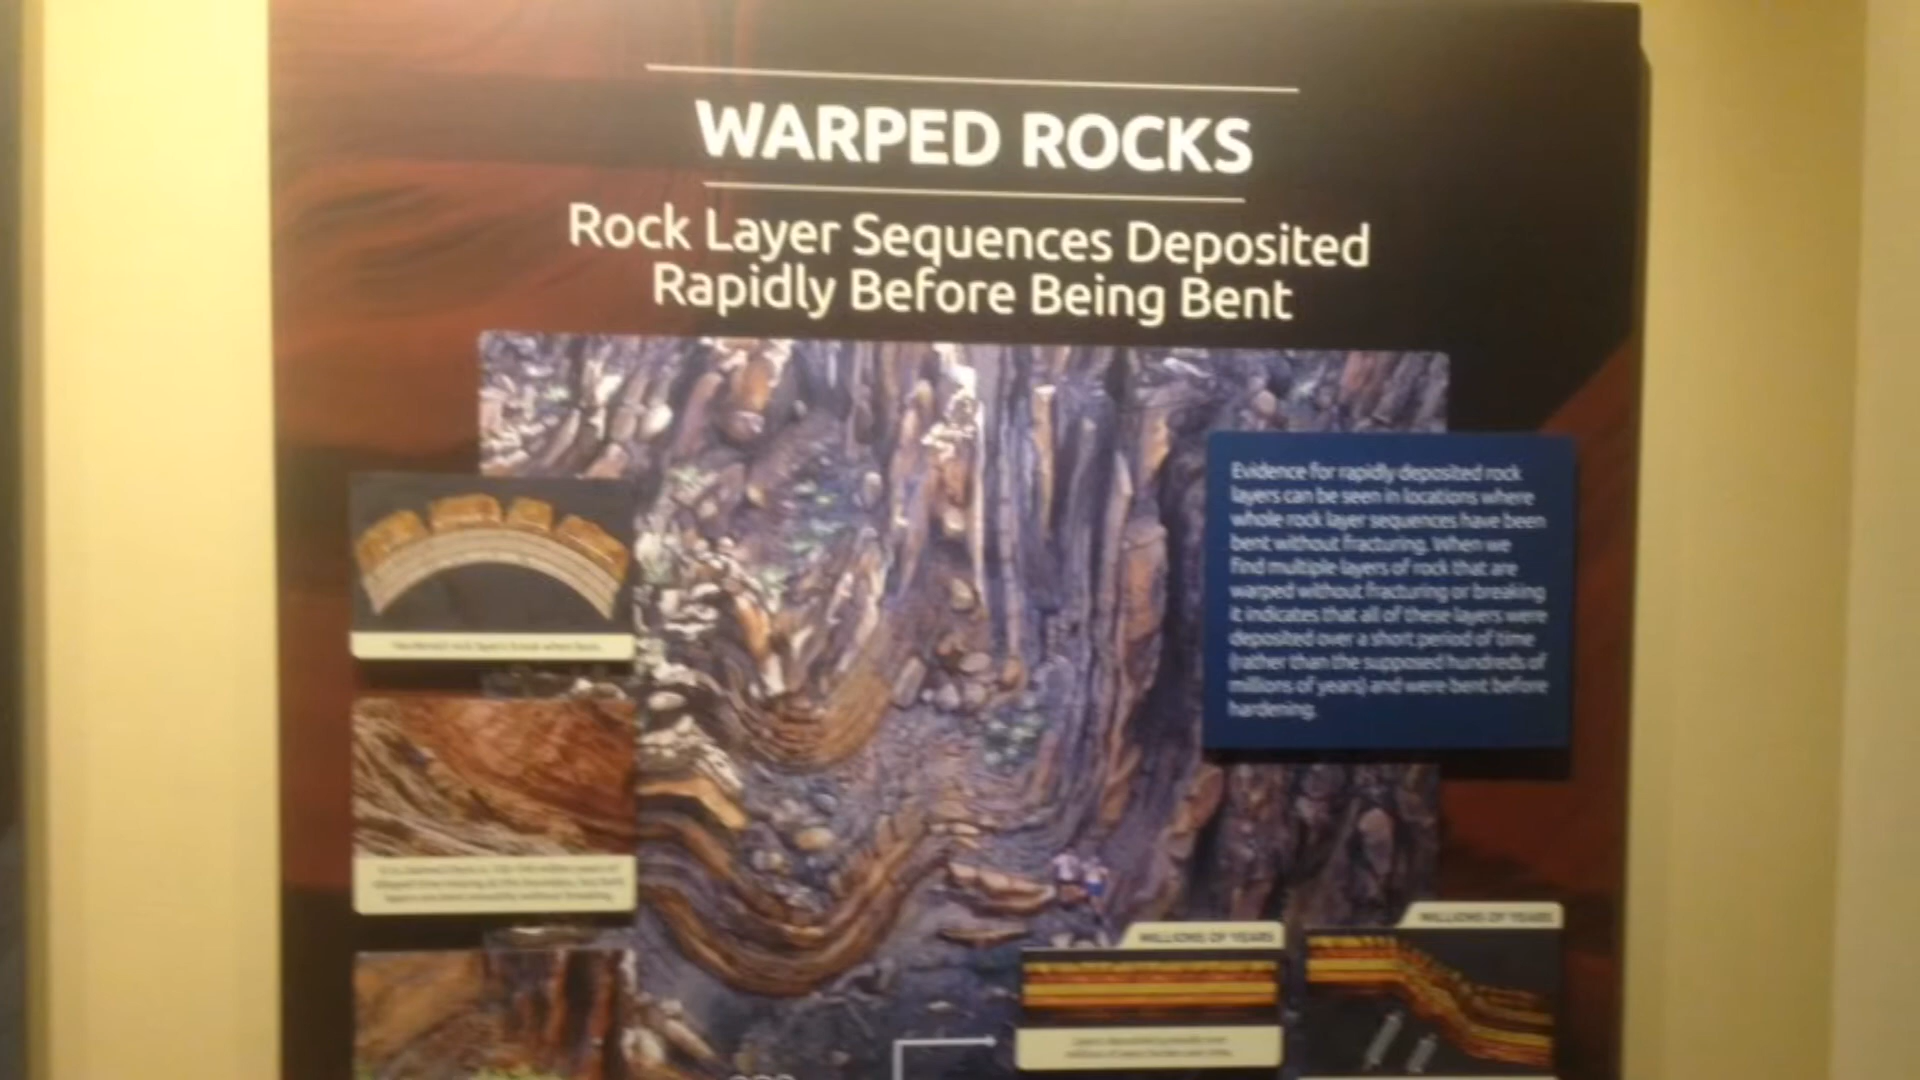 WARPED ROCKS
Rock Layer Sequences Deposited
Rapidly Before Being Bent
Evidence for rapidly deposited rock
layers can be seen in locations where
whole rock layer sequences have been
bent without fracturing. When we
find multiple layers of rock that are
warped without fracturing or breaking
it indicates that all of these layers were
deposited over a short period of time
(rather than the supposed hundreds of
millions of years) and were bent before
hardening.
MILLIONS OF YEARS
MILLIONS OF YEARS